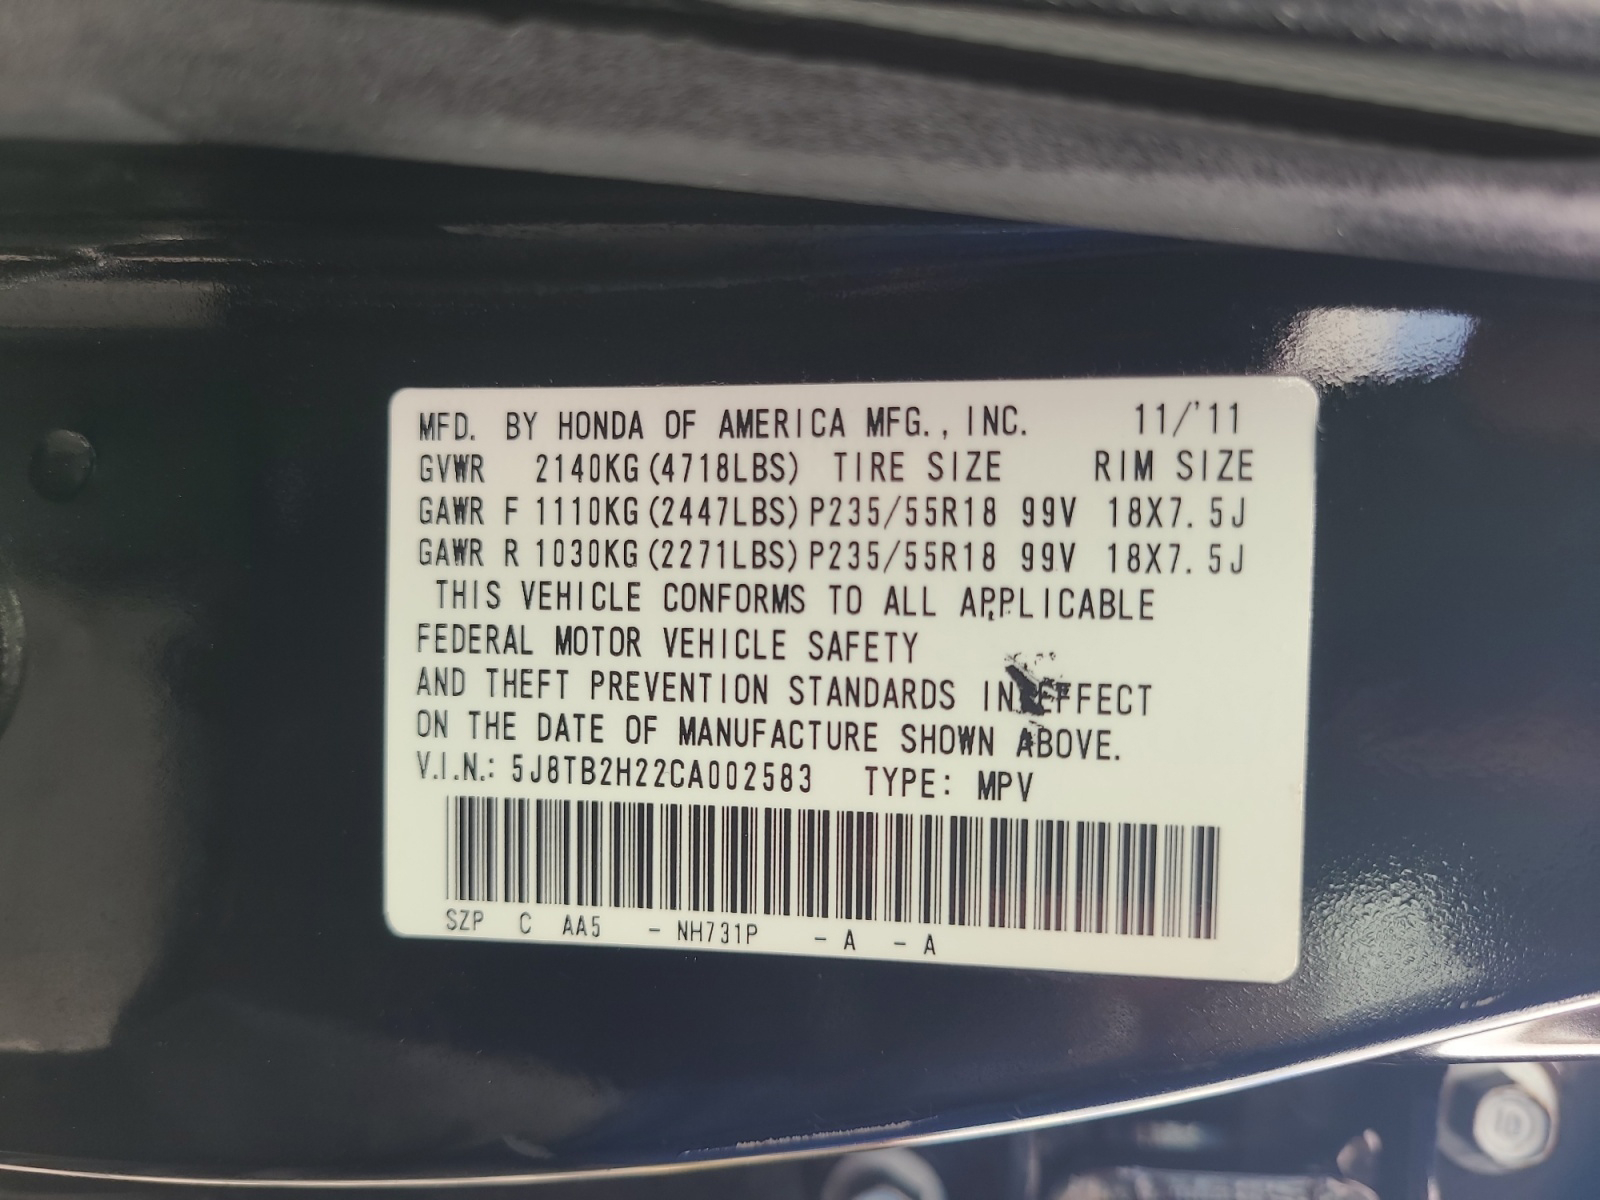 MFD. BY HONDA OF AMERICA MFG., INC. 11/'11
GVWR 2140KG(4718LBS) TIRE SIZE RIM SIZE
GAWR F 1110KG(2447LBS) P235/55R18 99V 18X7.5J
GAWR R 1030KG(2271LBS) P235/55R18 99V 18X7.5J
THIS VEHICLE CONFORMS TO ALL APPLICABLE
FEDERAL MOTOR VEHICLE SAFETY
AND THEFT PREVENTION STANDARDS IN EFFECT
ON THE DATE OF MANUFACTURE SHOWN ABOVE.
V.I.N.: 5J8TB2H22CA002583 TYPE: MPV
SZP C AA5 - NH731P - A - A